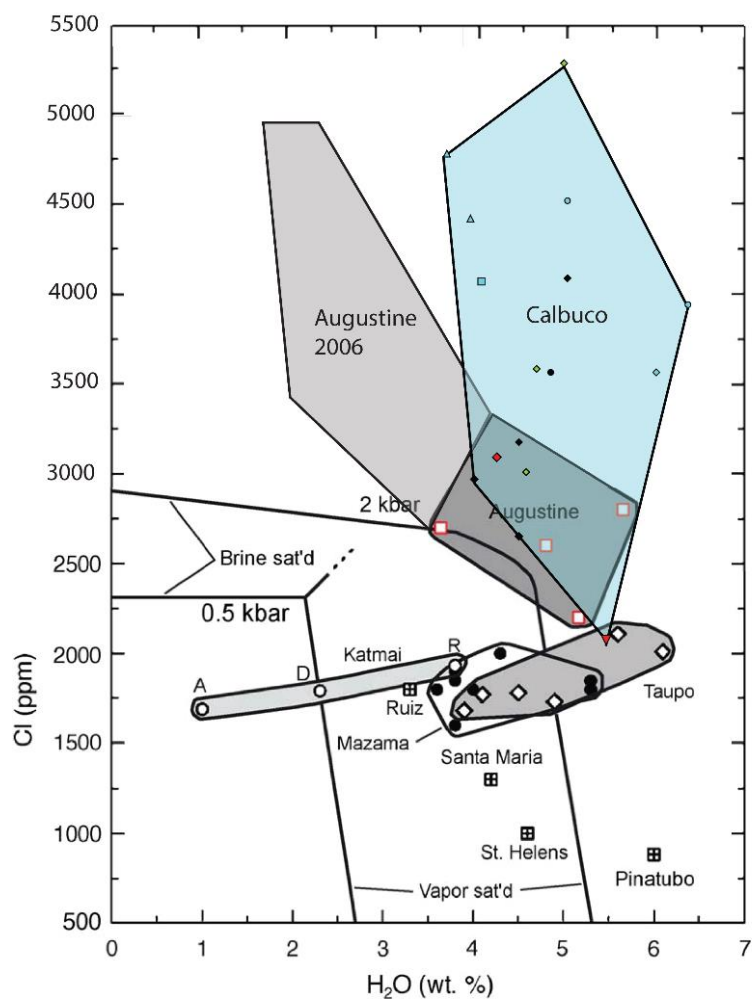 5500
5000
4500
4000
3500
3000
2500
2000
1500
1000
500
Cl (ppm)
Augustine
2006
Calbuco
2 kbar
Augustine
Brine sat'd
0.5 kbar
A
D
Katmai
R
Ruiz
Mazama
Taupo
Santa Maria
St. Helens
Pinatubo
Vapor sat'd
0 1 2 3 4 5 6 7
H₂O (wt. %)